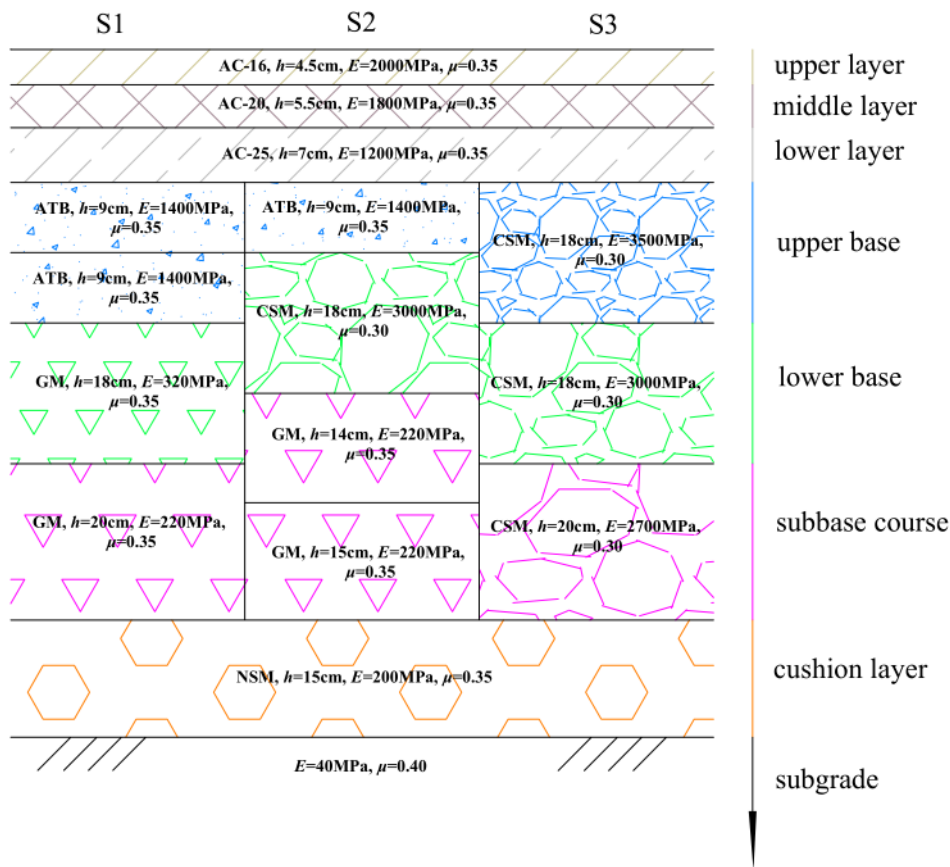 S1 S2 S3
AC-16, h=4.5cm, E=2000MPa, μ=0.35
upper layer
AC-20, h=5.5cm, E=1800MPa, μ=0.35
middle layer
AC-25, h=7cm, E=1200MPa, μ=0.35
lower layer
ATB, h=9cm, E=1400MPa,
μ=0.35
ATB, h=9cm, E=1400MPa,
μ=0.35
CSM, h=18cm, E=3500MPa,
μ=0.30
upper base
ATB, h=9cm, E=1400MPa,
μ=0.35
CSM, h=18cm, E=3000MPa,
μ=0.30
GM, h=18cm, E=320MPa,
μ=0.35
CSM, h=18cm, E=3000MPa,
μ=0.30
lower base
GM, h=14cm, E=220MPa,
μ=0.35
GM, h=20cm, E=220MPa,
μ=0.35
CSM, h=20cm, E=2700MPa,
μ=0.30
subbase course
GM, h=15cm, E=220MPa,
μ=0.35
NSM, h=15cm, E=200MPa, μ=0.35
cushion layer
E=40MPa, μ=0.40
subgrade